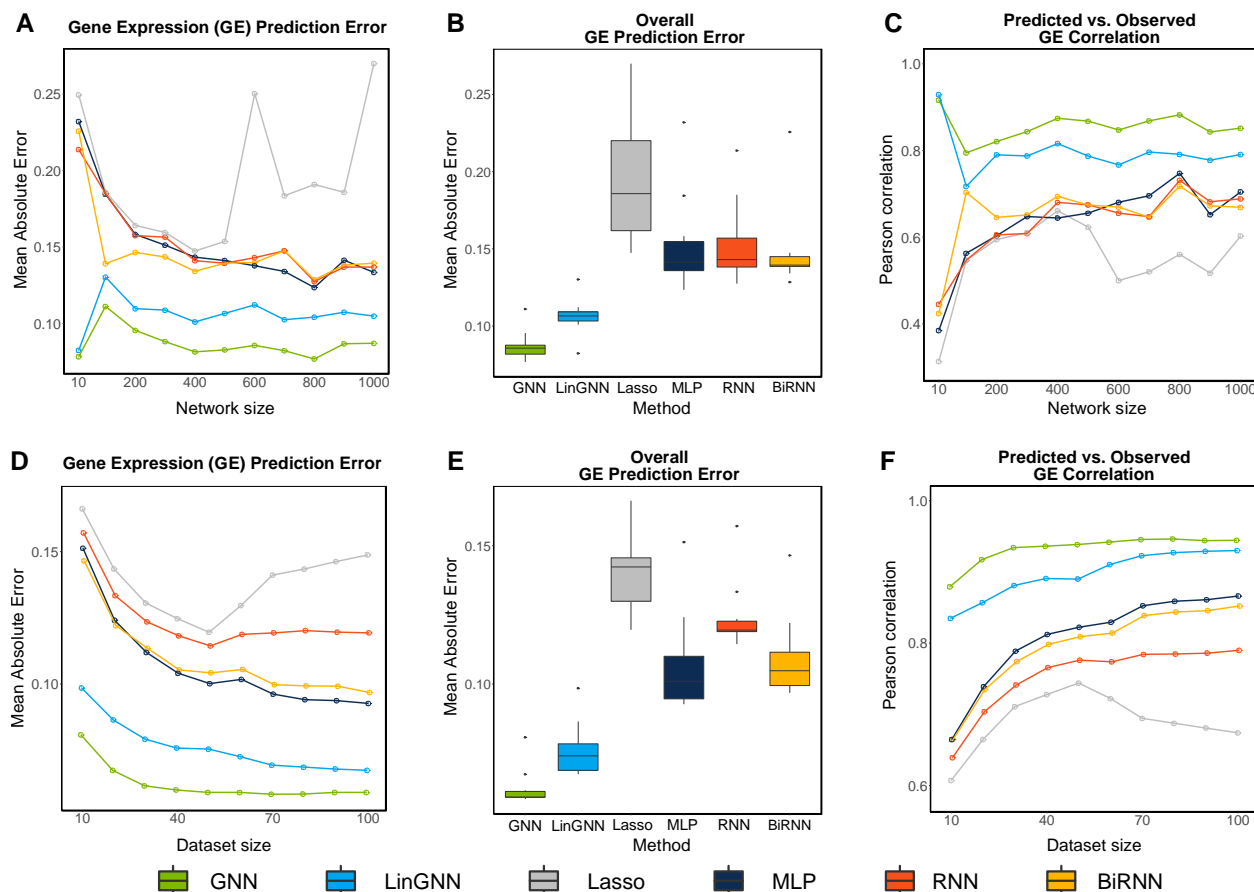 A
Gene Expression (GE) Prediction Error
Mean Absolute Error
0.25
0.20
0.15
0.10
10 200 400 600 800 1000
Network size
B
Overall
GE Prediction Error
Mean Absolute Error
0.25
0.20
0.15
0.10
GNN LinGNN Lasso MLP RNN BiRNN
Method
C
Predicted vs. Observed
GE Correlation
Pearson correlation
1.0
0.8
0.6
0.4
10 200 400 600 800 1000
Network size
D
Gene Expression (GE) Prediction Error
Mean Absolute Error
0.15
0.10
10 40 70 100
Dataset size
E
Overall
GE Prediction Error
Mean Absolute Error
0.15
0.10
GNN LinGNN Lasso MLP RNN BiRNN
Method
F
Predicted vs. Observed
GE Correlation
Pearson correlation
1.0
0.8
0.6
10 40 70 100
Dataset size
GNN LinGNN Lasso MLP RNN BiRNN